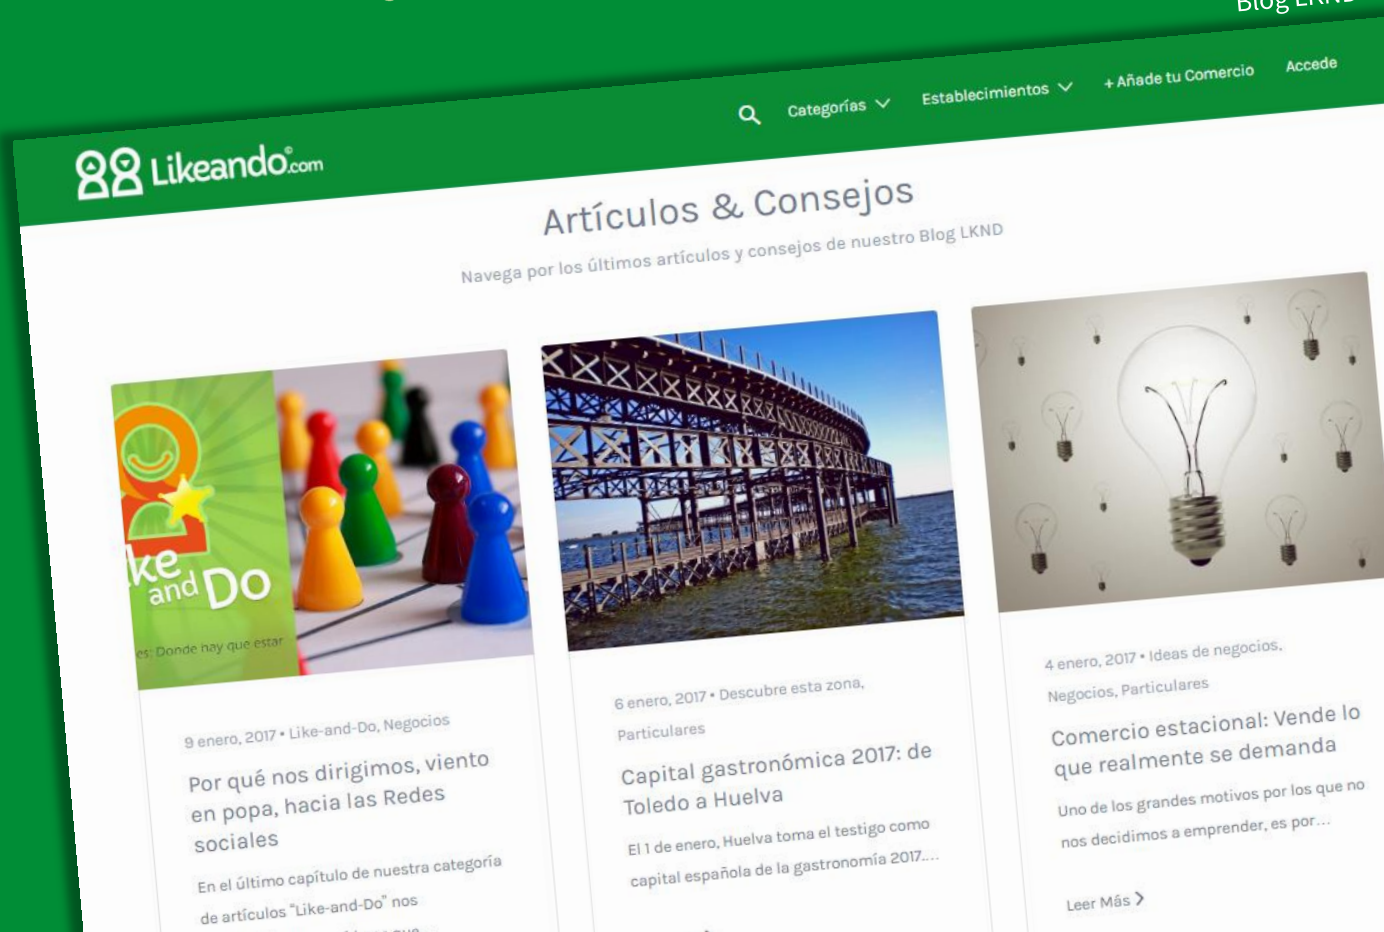 Blog LKND
Likeando©.com
Categorías
Establecimientos
+ Añade tu Comercio
Accede
Artículos & Consejos
Navega por los últimos artículos y consejos de nuestro Blog LKND
ke
and Do
es: Donde hay que estar
9 enero, 2017 • Like-and-Do, Negocios
Por qué nos dirigimos, viento
en popa, hacia las Redes
sociales
En el último capítulo de nuestra categoría
de artículos "Like-and-Do" nos
6 enero, 2017 • Descubre esta zona,
Particulares
Capital gastronómica 2017: de
Toledo a Huelva
El 1 de enero, Huelva toma el testigo como
capital española de la gastronomía 2017....
4 enero, 2017 • Ideas de negocios,
Negocios, Particulares
Comercio estacional: Vende lo
que realmente se demanda
Uno de los grandes motivos por los que no
nos decidimos a emprender, es por...
Leer Más